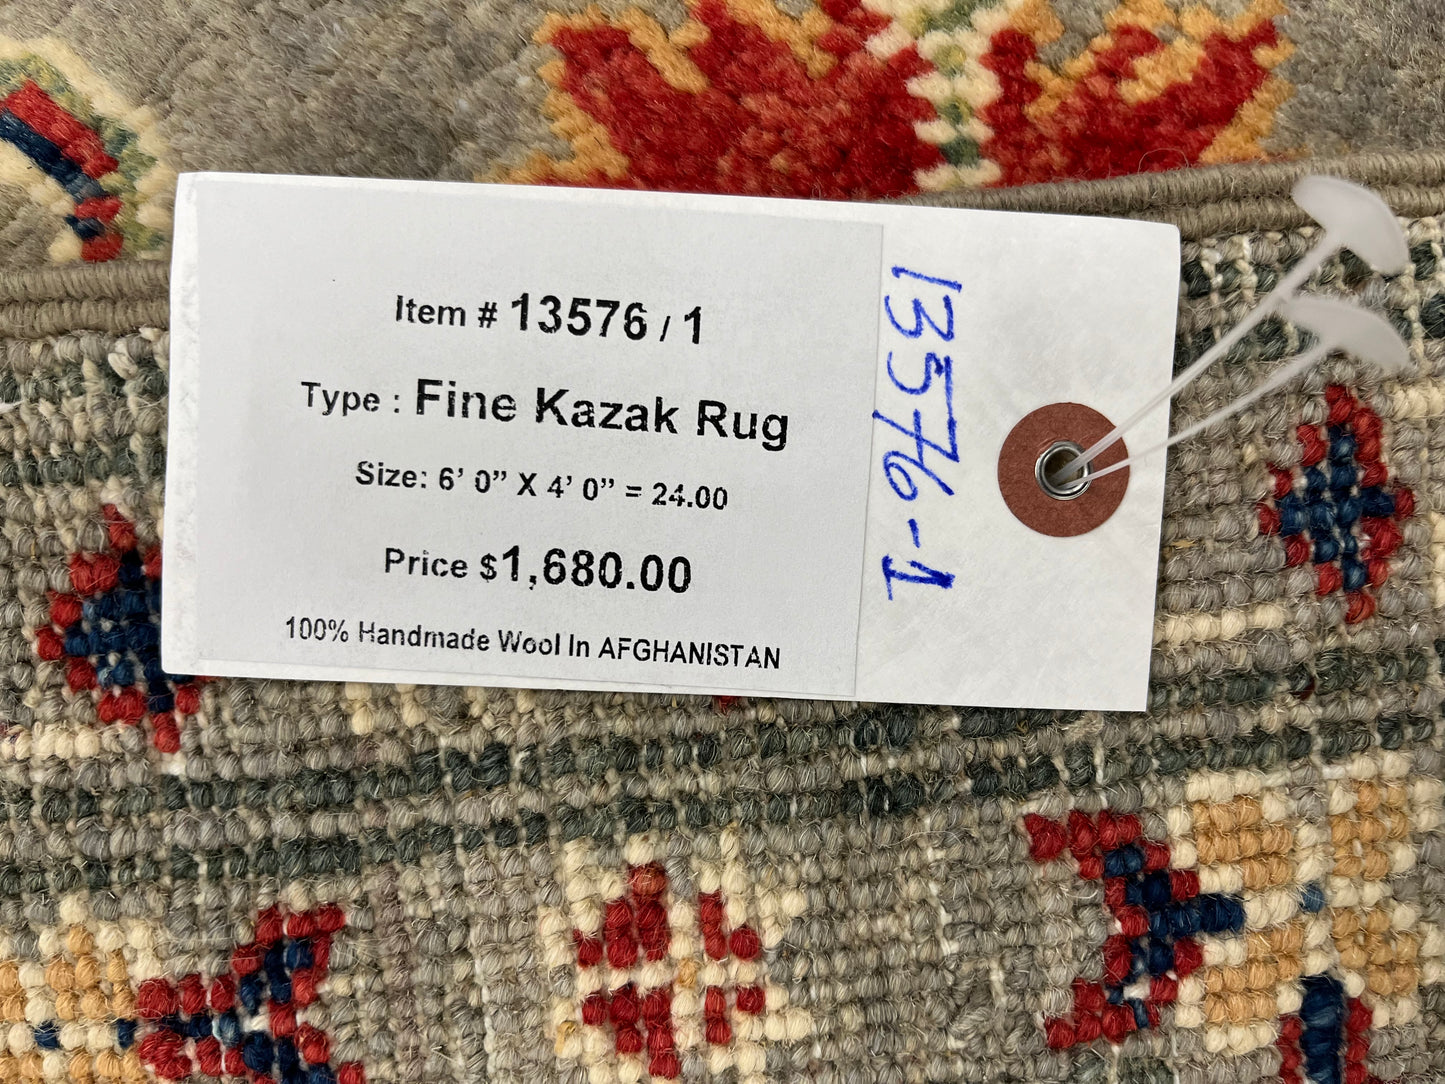 Item # 13576 / 1
Type : Fine Kazak Rug
Size: 6’ 0” X 4’ 0” = 24.00
Price $1,680.00
100% Handmade Wool In AFGHANISTAN
13576-1